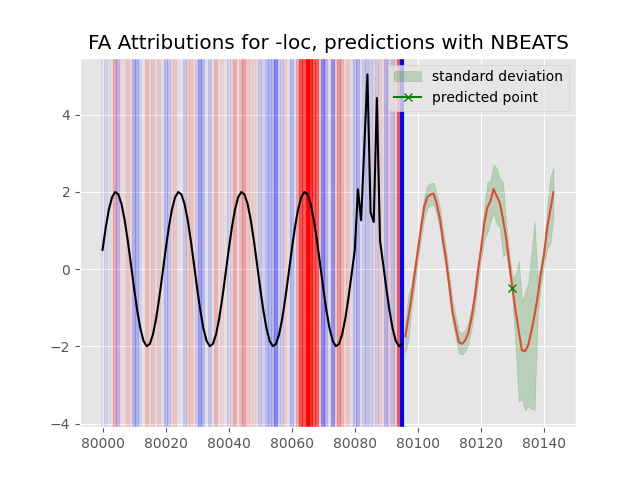 FA Attributions for -loc, predictions with NBEATS
standard deviation
predicted point
4
2
0
−2
−4
80000 80020 80040 80060 80080 80100 80120 80140